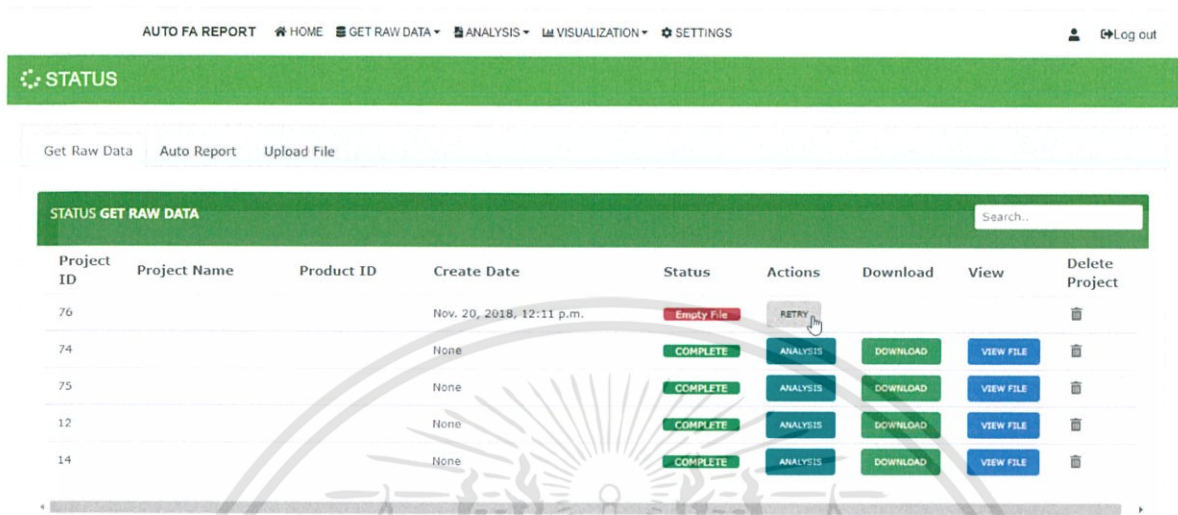 AUTO FA REPORT HOME GET RAW DATA ANALYSIS VISUALIZATION SETTINGS Log out
STATUS
Get Raw Data Auto Report Upload File
STATUS GET RAW DATA Search..
Project ID Project Name Product ID Create Date Status Actions Download View Delete Project
76 Nov. 20, 2018, 12:11 p.m. Empty File RETRY
74 None COMPLETE ANALYSIS DOWNLOAD VIEW FILE
75 None COMPLETE ANALYSIS DOWNLOAD VIEW FILE
12 None COMPLETE ANALYSIS DOWNLOAD VIEW FILE
14 None COMPLETE ANALYSIS DOWNLOAD VIEW FILE